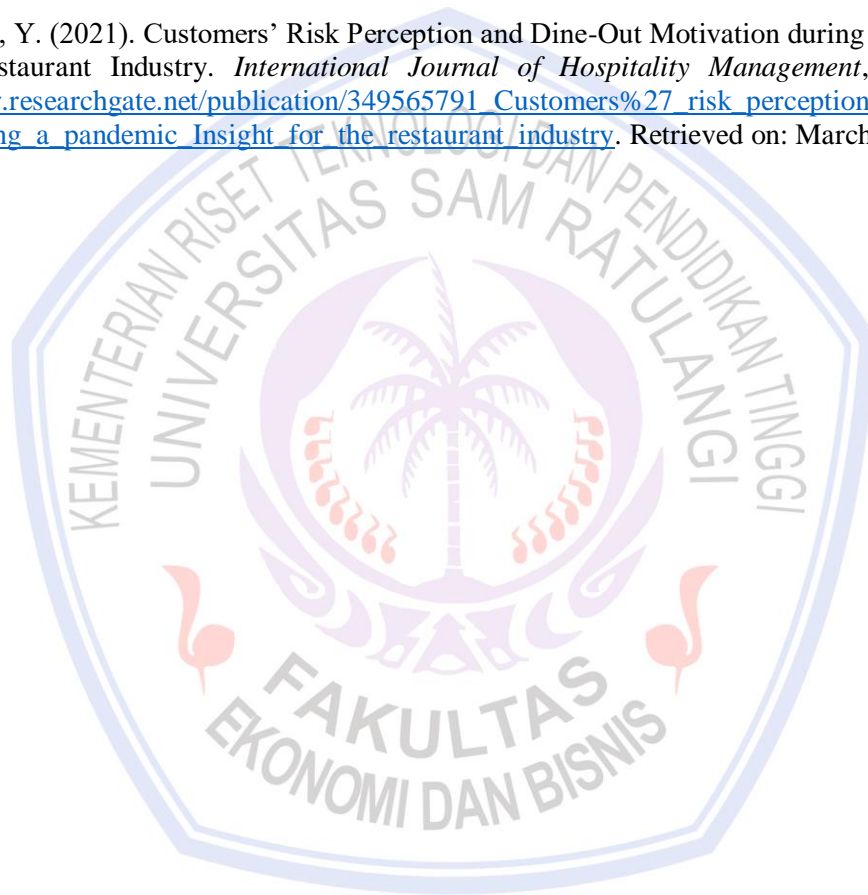 , Y. (2021). Customers’ Risk Perception and Dine-Out Motivation during
staurant Industry. International Journal of Hospitality Management,
.researchgate.net/publication/349565791_Customers%27_risk_perception
ng_a_pandemic_Insight_for_the_restaurant_industry. Retrieved on: March
KEMENTERIAN RISET TEKNOLOGI DAN PENDIDIKAN TINGGI
UNIVERSITAS SAM RATULANGI
FAKULTAS
EKONOMI DAN BISNIS